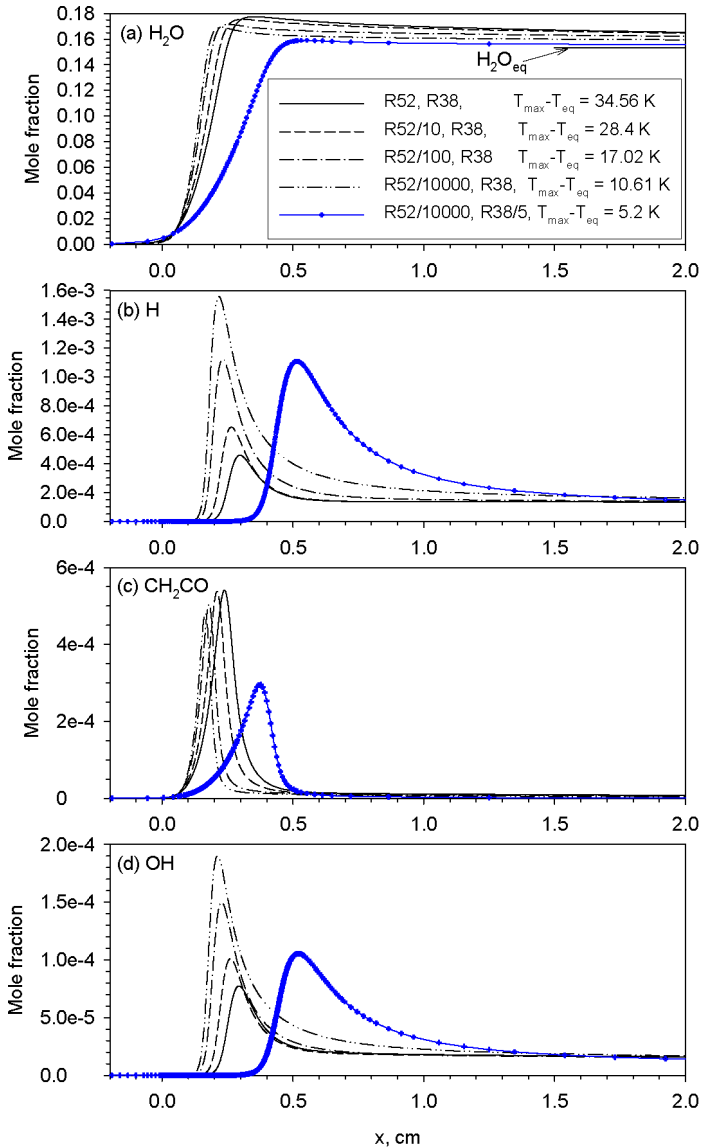 (a) H₂O
Mole fraction
0.18
0.16
0.14
0.12
0.10
0.08
0.06
0.04
0.02
0.00
H₂Oeq
R52, R38, Tmax-Teq = 34.56 K
R52/10, R38, Tmax-Teq = 28.4 K
R52/100, R38 Tmax-Teq = 17.02 K
R52/10000, R38, Tmax-Teq = 10.61 K
R52/10000, R38/5, Tmax-Teq = 5.2 K
0.0 0.5 1.0 1.5 2.0
(b) H
Mole fraction
1.6e-3
1.4e-3
1.2e-3
1.0e-3
8.0e-4
6.0e-4
4.0e-4
2.0e-4
0.0
0.0 0.5 1.0 1.5 2.0
(c) CH₂CO
Mole fraction
6e-4
4e-4
2e-4
0
0.0 0.5 1.0 1.5 2.0
(d) OH
Mole fraction
2.0e-4
1.5e-4
1.0e-4
5.0e-5
0.0
0.0 0.5 1.0 1.5 2.0
x, cm